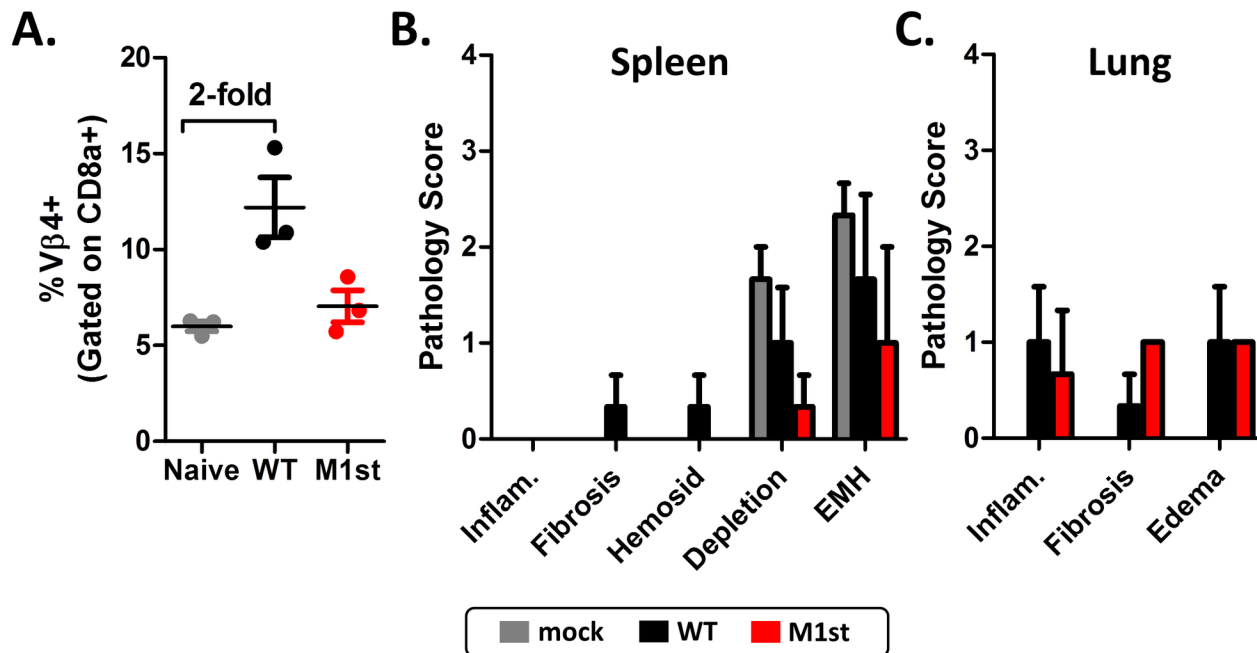 A.
20
15
10
5
0
%Vβ4+
(Gated on CD8a+)
2-fold
Naive WT M1st
B.
Spleen
4
3
2
1
0
Pathology Score
Inflam.
Fibrosis
Hemosid
Depletion
EMH
C.
Lung
4
3
2
1
0
Pathology Score
Inflam.
Fibrosis
Edema
mock WT M1st